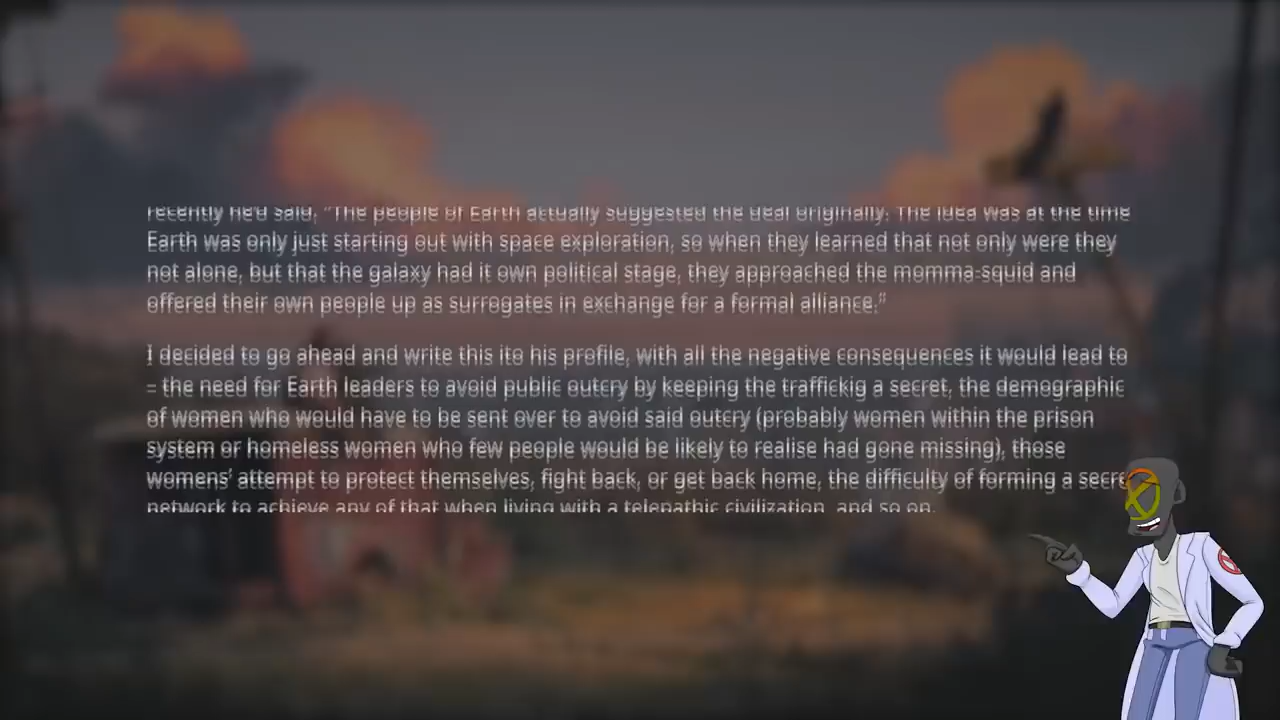 recently he'd said, "The people of Earth actually suggested the deal originally. The idea was at the time
Earth was only just starting out with space exploration, so when they learned that not only were they
not alone, but that the galaxy had it own political stage, they approached the momma-squid and
offered their own people up as surrogates in exchange for a formal alliance."
I decided to go ahead and write this ito his profile, with all the negative consequences it would lead to
– the need for Earth leaders to avoid public outcry by keeping the traffickig a secret, the demographic
of women who would have to be sent over to avoid said outcry (probably women within the prison
system or homeless women who few people would be likely to realise had gone missing), those
womens' attempt to protect themselves, fight back, or get back home, the difficulty of forming a secre
network to achieve any of that when living with a telepathic civilization, and so on.